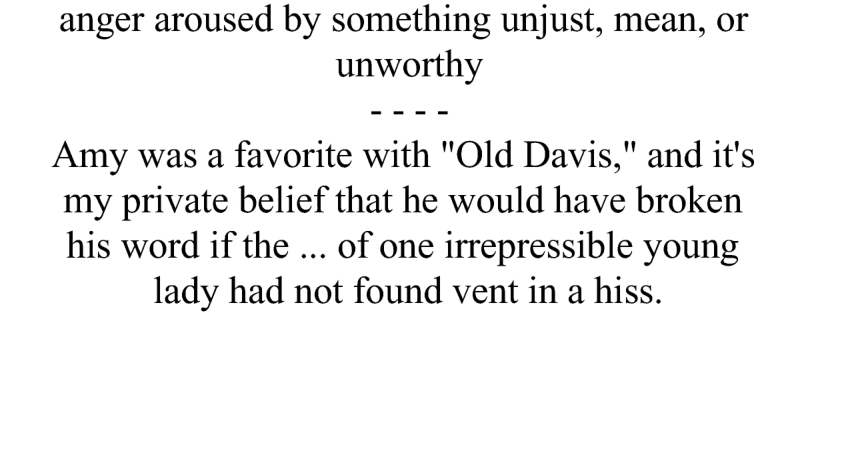 anger aroused by something unjust, mean, or
unworthy
- - - -
Amy was a favorite with "Old Davis," and it's
my private belief that he would have broken
his word if the ... of one irrepressible young
lady had not found vent in a hiss.